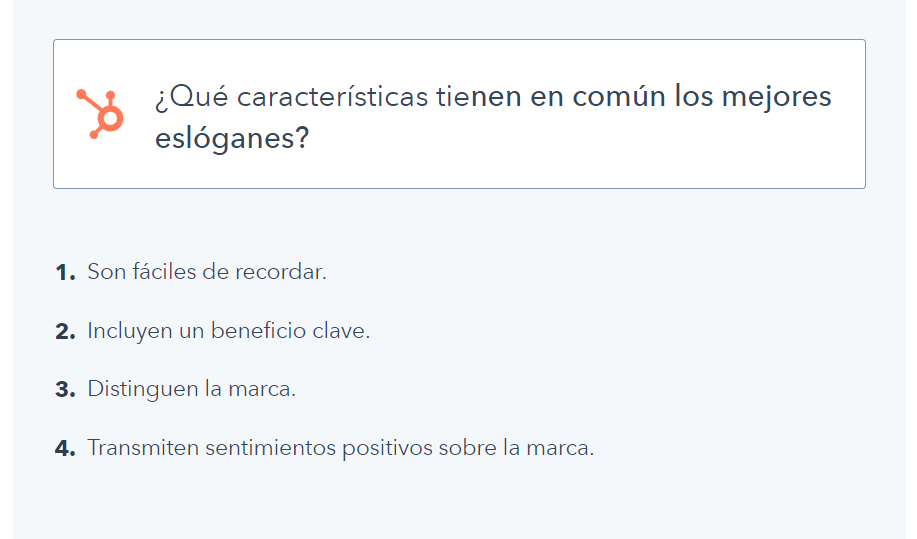 ¿Qué características tienen en común los mejores
eslóganes?
1. Son fáciles de recordar.
2. Incluyen un beneficio clave.
3. Distinguen la marca.
4. Transmiten sentimientos positivos sobre la marca.